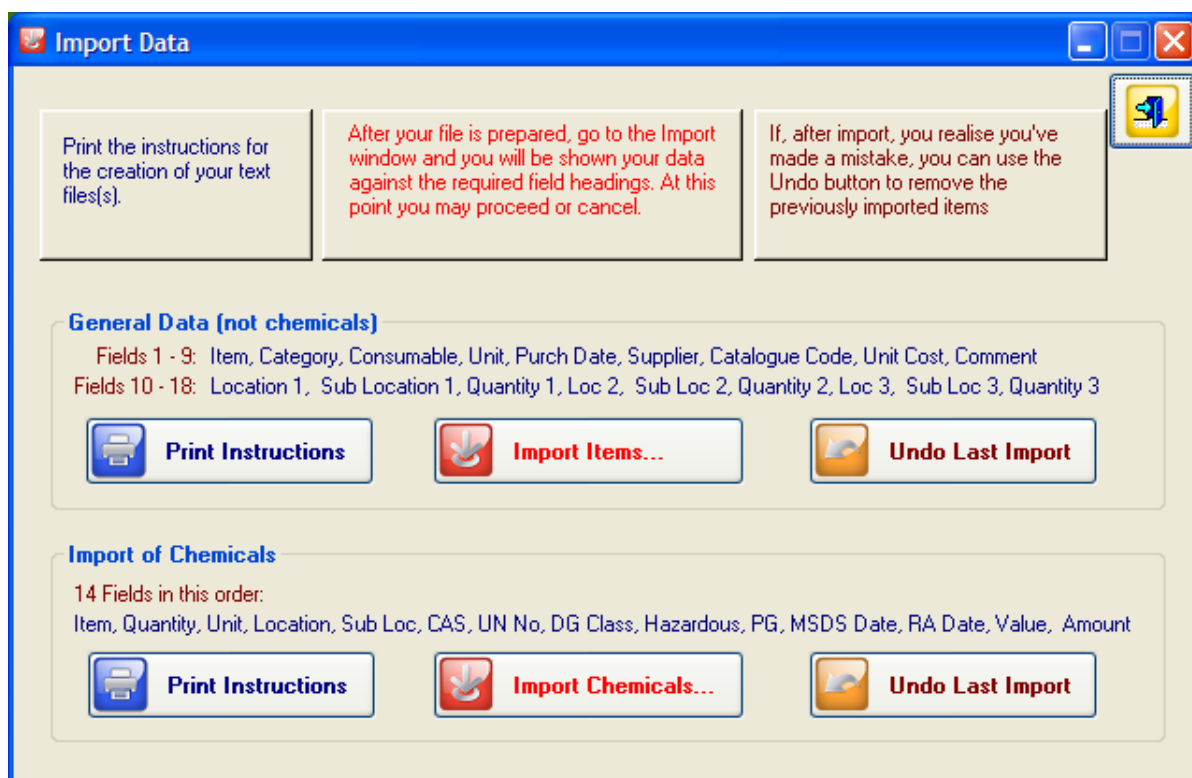 Import Data
Print the instructions for
the creation of your text
files(s).
After your file is prepared, go to the Import
window and you will be shown your data
against the required field headings. At this
point you may proceed or cancel.
If, after import, you realise you've
made a mistake, you can use the
Undo button to remove the
previously imported items
General Data (not chemicals)
Fields 1 - 9: Item, Category, Consumable, Unit, Purch Date, Supplier, Catalogue Code, Unit Cost, Comment
Fields 10 - 18: Location 1, Sub Location 1, Quantity 1, Loc 2, Sub Loc 2, Quantity 2, Loc 3, Sub Loc 3, Quantity 3
Print Instructions
Import Items...
Undo Last Import
Import of Chemicals
14 Fields in this order:
Item, Quantity, Unit, Location, Sub Loc, CAS, UN No, DG Class, Hazardous, PG, MSDS Date, RA Date, Value, Amount
Print Instructions
Import Chemicals...
Undo Last Import